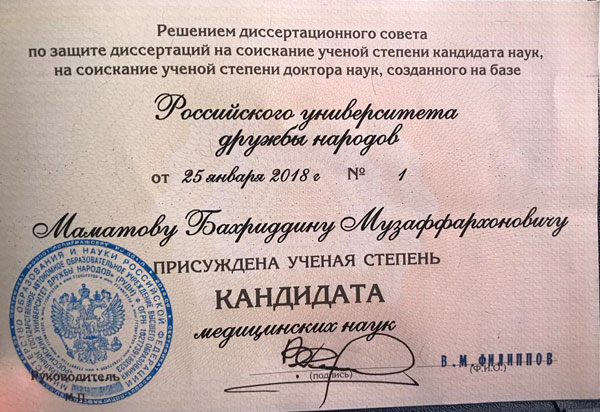 Решением диссертационного совета
по защите диссертаций на соискание ученой степени кандидата наук,
на соискание ученой степени доктора наук, созданного на базе
Российского университета
дружбы народов
от 25 января 2018 г № 1
Маматову Бахриддину Музаффархоновичу
ПРИСУЖДЕНА УЧЕНАЯ СТЕПЕНЬ
КАНДИДАТА
медицинских наук
Руководитель
(подпись)
В.М.ФИЛИППОВ
(Ф.И.О.)
М.П.